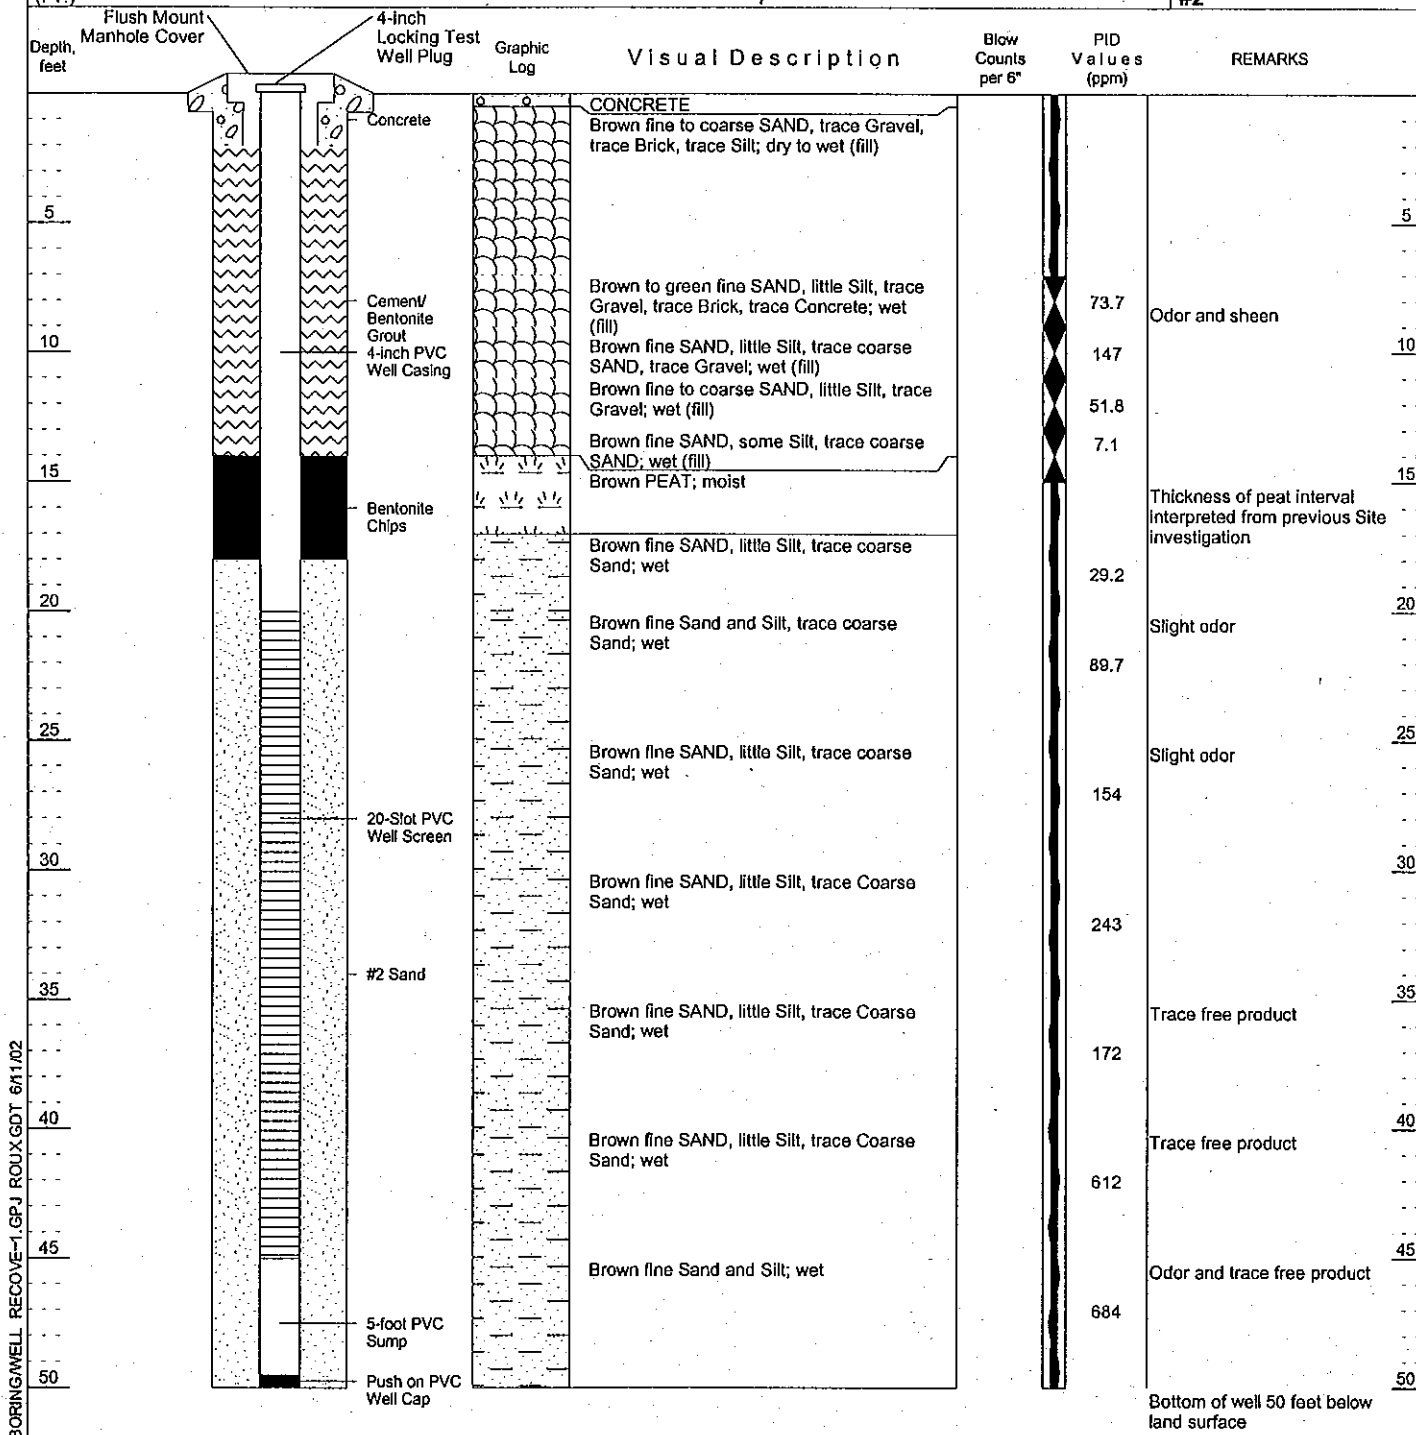 #2
Flush Mount
Manhole Cover
4-inch
Locking Test
Well Plug
Depth,
feet
Graphic
Log
Visual Description
Blow
Counts
per 6"
PID
Values
(ppm)
REMARKS
Concrete
CONCRETE
Brown fine to coarse SAND, trace Gravel,
trace Brick, trace Silt; dry to wet (fill)
5
5
Cement/
Bentonite
Grout
Brown to green fine SAND, little Silt, trace
Gravel, trace Brick, trace Concrete; wet
(fill)
73.7
Odor and sheen
10
4-inch PVC
Well Casing
Brown fine SAND, little Silt, trace coarse
SAND, trace Gravel; wet (fill)
147
10
Brown fine to coarse SAND, little Silt, trace
Gravel; wet (fill)
51.8
Brown fine SAND, some Silt, trace coarse
SAND; wet (fill)
7.1
15
Brown PEAT; moist
15
Bentonite
Chips
Thickness of peat interval
interpreted from previous Site
investigation
Brown fine SAND, little Silt, trace coarse
Sand; wet
29.2
20
20
Brown fine Sand and Silt, trace coarse
Sand; wet
Slight odor
89.7
25
25
Brown fine SAND, little Silt, trace coarse
Sand; wet
Slight odor
154
20-Slot PVC
Well Screen
30
30
Brown fine SAND, little Silt, trace Coarse
Sand; wet
243
#2 Sand
35
35
Brown fine SAND, little Silt, trace Coarse
Sand; wet
Trace free product
172
40
40
Brown fine SAND, little Silt, trace Coarse
Sand; wet
Trace free product
612
45
45
Brown fine Sand and Silt; wet
Odor and trace free product
684
5-foot PVC
Sump
50
Push on PVC
Well Cap
50
Bottom of well 50 feet below
land surface
BORING/WELL RECOVE~1.GPJ ROUX.GDT 6/11/02